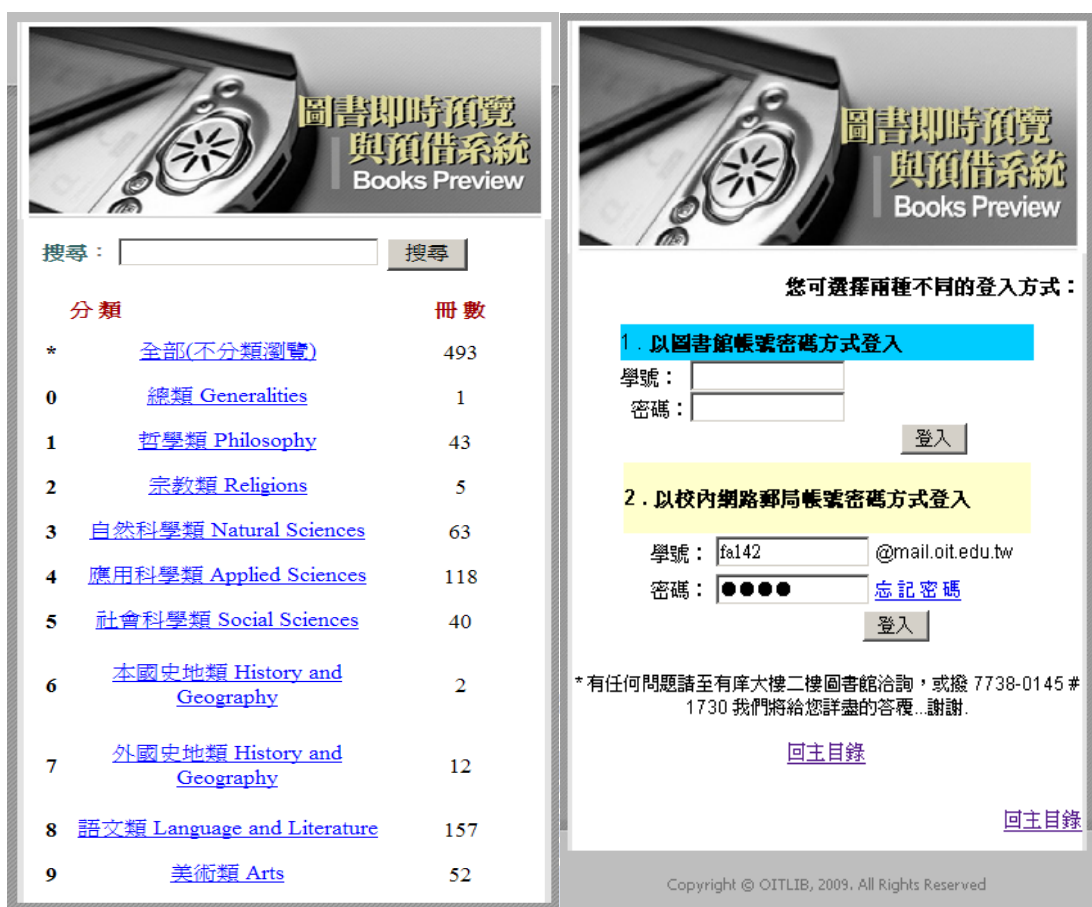 圖書即時預覽
與預借系統
Books Preview
搜尋： 搜尋
分 類 冊 數
* 全部(不分類瀏覽) 493
0 總類 Generalities 1
1 哲學類 Philosophy 43
2 宗教類 Religions 5
3 自然科學類 Natural Sciences 63
4 應用科學類 Applied Sciences 118
5 社會科學類 Social Sciences 40
6 本國史地類 History and
Geography 2
7 外國史地類 History and
Geography 12
8 語文類 Language and Literature 157
9 美術類 Arts 52
圖書即時預覽
與預借系統
Books Preview
您可選擇兩種不同的登入方式：
1．以圖書館帳號密碼方式登入
學號：
密碼：
登入
2．以校內網路郵局帳號密碼方式登入
學號： fa142 @mail.oit.edu.tw
密碼： ●●●● 忘記密碼
登入
*有任何問題請至有庠大樓二樓圖書館洽詢，或撥 7738-0145 #
1730 我們將給您詳盡的答覆...謝謝.
回主目錄
回主目錄
Copyright © OITLIB, 2009. All Rights Reserved